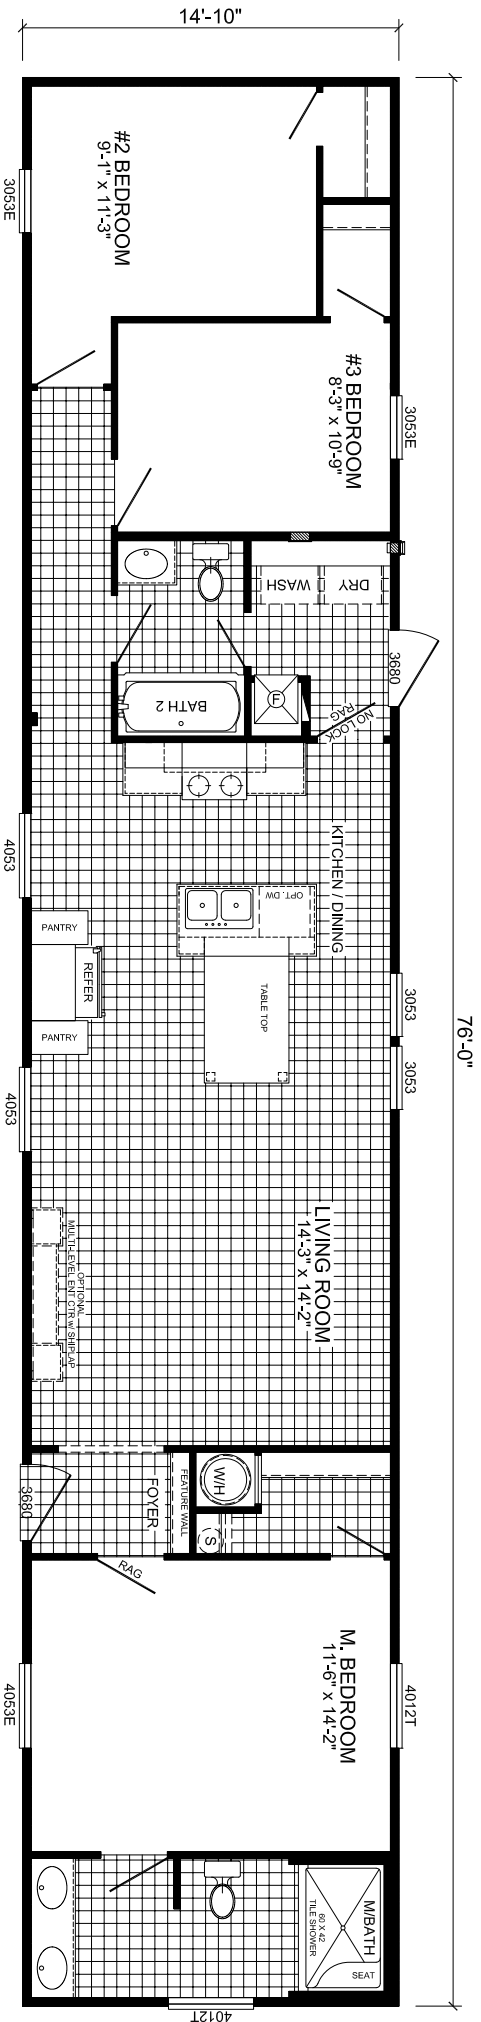 14'-10"
76'-0"
#2 BEDROOM
9'-1" x 11'-3"
3053E
#3 BEDROOM
8'-3" x 10'-9"
3053E
WASH
DRY
3680
BATH 2
F
NO LOCK
RAG
KITCHEN / DINING
4053
OPT. DW
PANTRY
REFER
PANTRY
TABLE TOP
3053
3053
4053
LIVING ROOM
14'-3" x 14'-2"
OPTIONAL
MULTI-LEVEL ENT CTR w/ SHIPLAP
3680
FOYER
FEATURE WALL
W/H
S
RAG
M. BEDROOM
11'-6" x 14'-2"
4012T
4053E
M/BATH
60 X 42
TILE SHOWER
SEAT
4012T